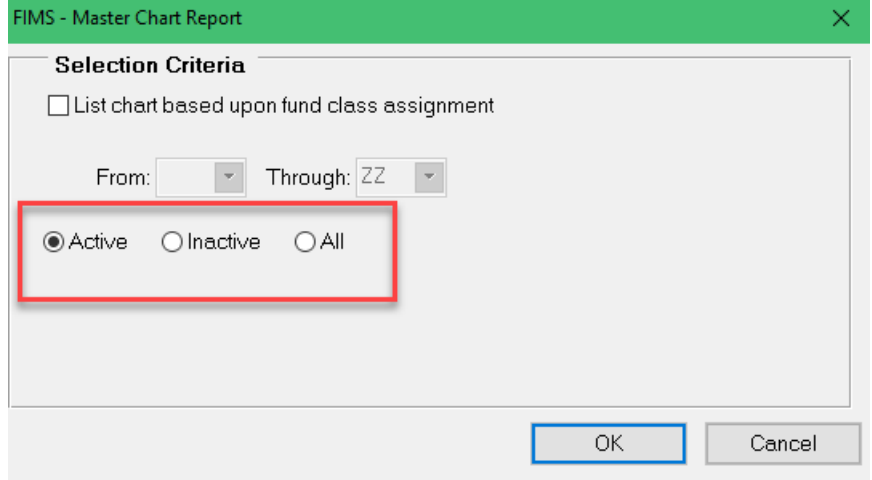 FIMS - Master Chart Report
Selection Criteria
List chart based upon fund class assignment
From: Through: ZZ
Active Inactive All
OK Cancel